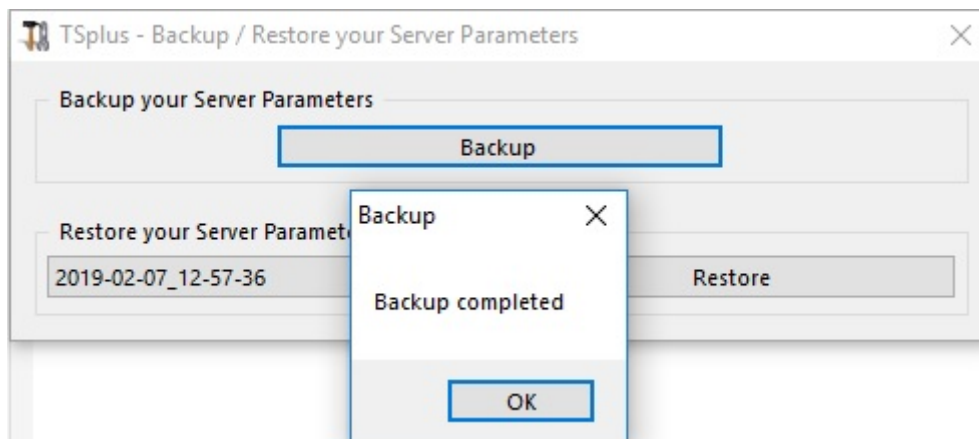 TSplus - Backup / Restore your Server Parameters
Backup your Server Parameters
Backup
Backup
Restore your Server Paramet
2019-02-07_12-57-36
Restore
Backup completed
OK